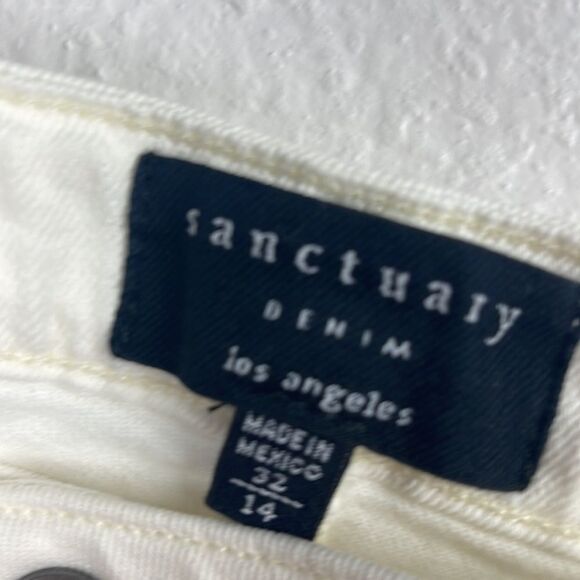 sanctuary
DENIM
los angeles
MADE IN
MEXICO
32
14